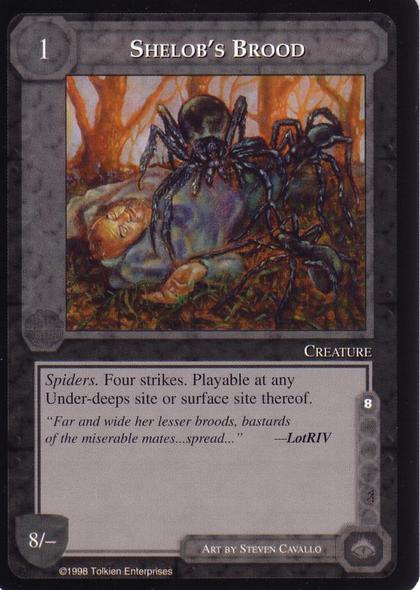 1
SHELOB'S BROOD
CREATURE
Spiders. Four strikes. Playable at any
Under-deeps site or surface site thereof.
"Far and wide her lesser broods, bastards
of the miserable mates...spread..." —LotRIV
8
8/–
ART BY STEVEN CAVALLO
©1998 Tolkien Enterprises